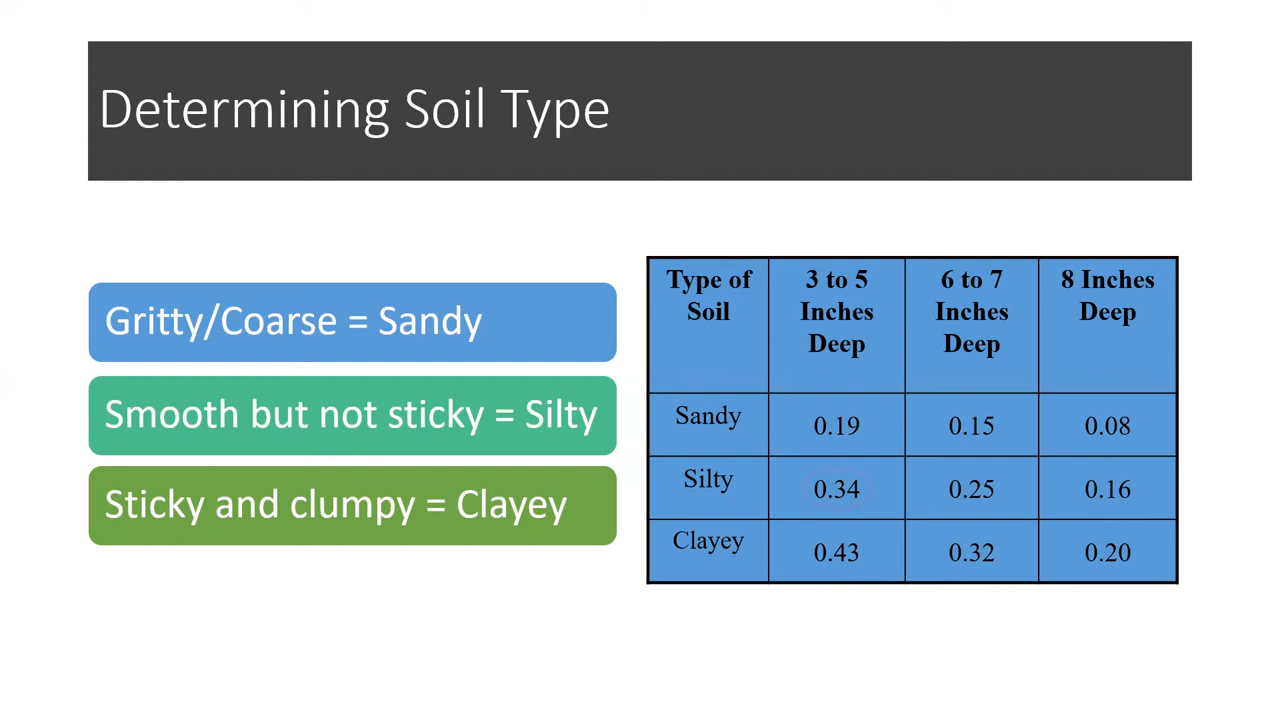 Determining Soil Type
Gritty/Coarse = Sandy
Smooth but not sticky = Silty
Sticky and clumpy = Clayey
Type of Soil 3 to 5 Inches Deep 6 to 7 Inches Deep 8 Inches Deep
Sandy 0.19 0.15 0.08
Silty 0.34 0.25 0.16
Clayey 0.43 0.32 0.20